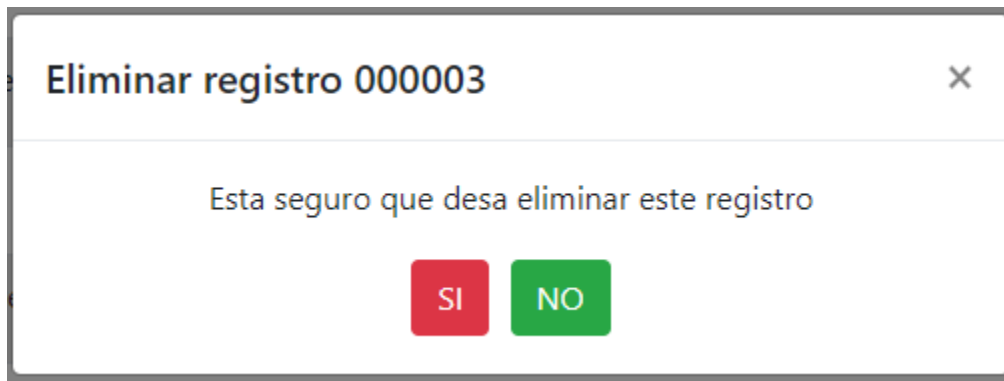 Eliminar registro 000003 ×
Esta seguro que desa eliminar este registro
SI NO